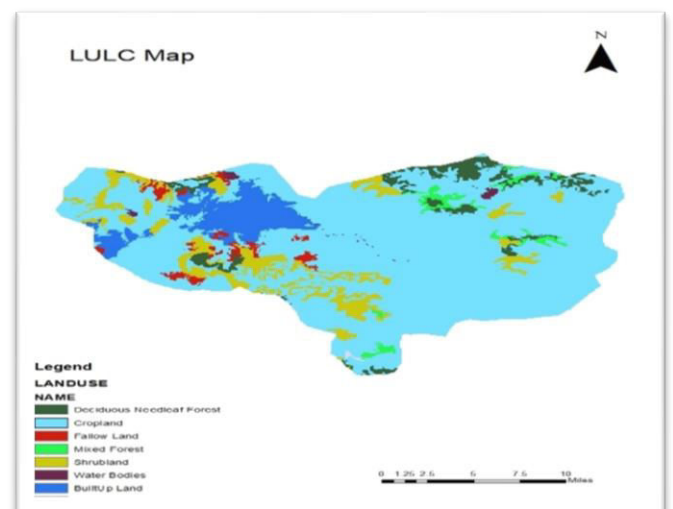 LULC Map
N
Legend
LANDUSE
NAME
Deciduous Needleaf Forest
Cropland
Fallow Land
Mixed Forest
Shrubland
Water Bodies
BuiltUp Land
0 1.25 2.5 5 7.5 10
Miles